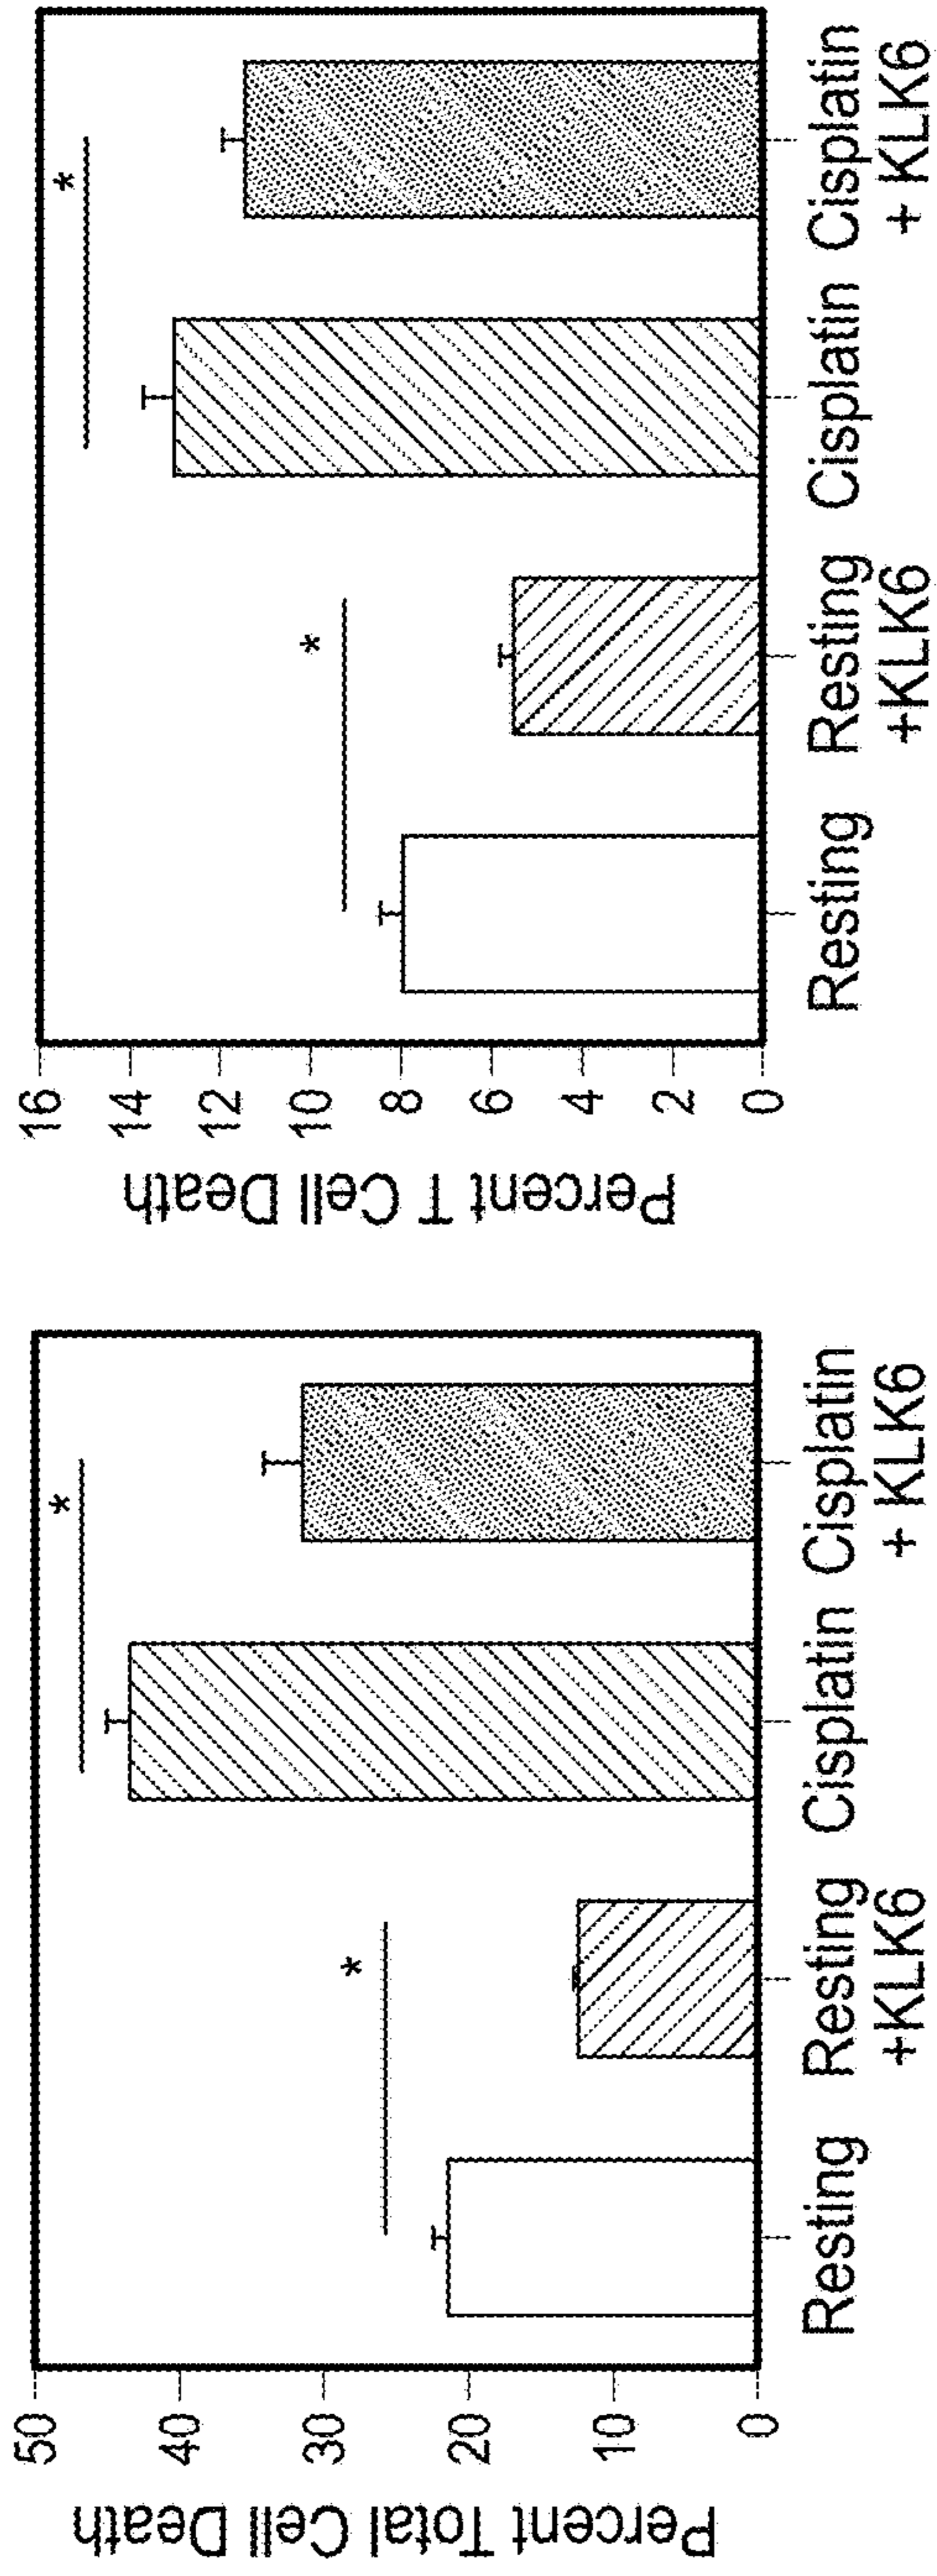 Percent Total Cell Death
50
40
30
20
10
0
*
*
Resting
Resting
+KLK6
Cisplatin
Cisplatin
+ KLK6
Percent T Cell Death
16
14
12
10
8
6
4
2
0
*
*
Resting
Resting
+KLK6
Cisplatin
Cisplatin
+ KLK6